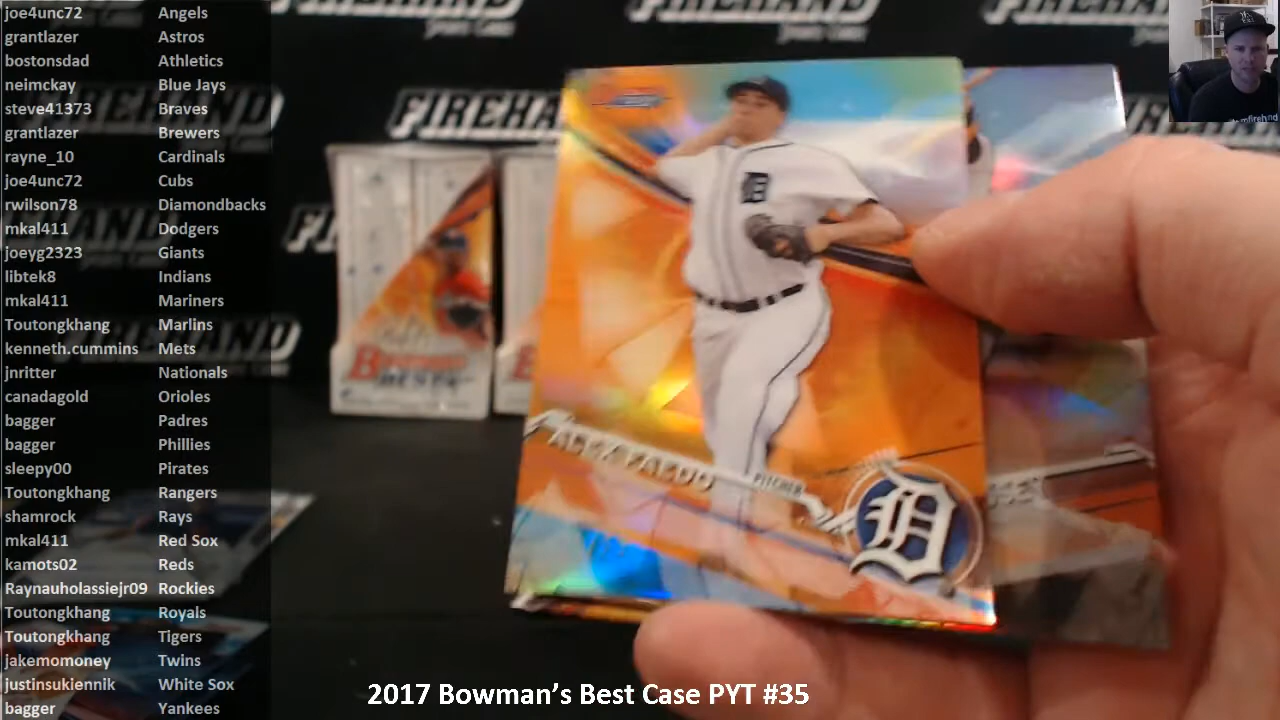 joe4unc72 Angels
grantlazer Astros
bostonsdad Athletics
neimckay Blue Jays
steve41373 Braves
grantlazer Brewers
rayne_10 Cardinals
joe4unc72 Cubs
rwilson78 Diamondbacks
mkal411 Dodgers
joeyg2323 Giants
libtek8 Indians
mkal411 Mariners
Toutongkhang Marlins
kenneth.cummins Mets
jnritter Nationals
canadagold Orioles
bagger Padres
bagger Phillies
sleepy00 Pirates
Toutongkhang Rangers
shamrock Rays
mkal411 Red Sox
kamots02 Reds
Raynauholassiejr09 Rockies
Toutongkhang Royals
Toutongkhang Tigers
jakemomoney Twins
justinsukiennik White Sox
bagger Yankees
FIREHAND
FIREHAND
Bowman
BEST
D
ALEX FAEDO
PITCHER
D
2017 Bowman's Best Case PYT #35